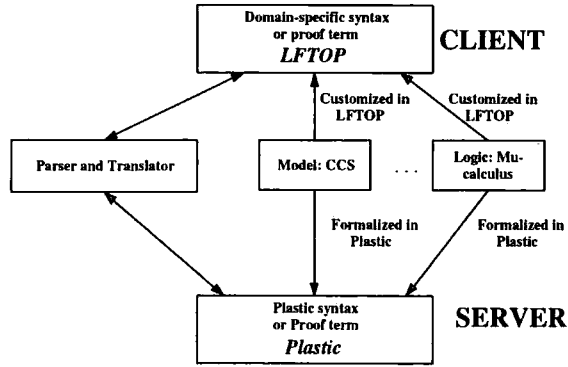 Domain-specific syntax
or proof term
LFTOP
CLIENT
Customized in
LFTOP
Customized in
LFTOP
Parser and Translator
Model: CCS
. . .
Logic: Mu-
calculus
Formalized in
Plastic
Formalized in
Plastic
Plastic syntax
or Proof term
Plastic
SERVER